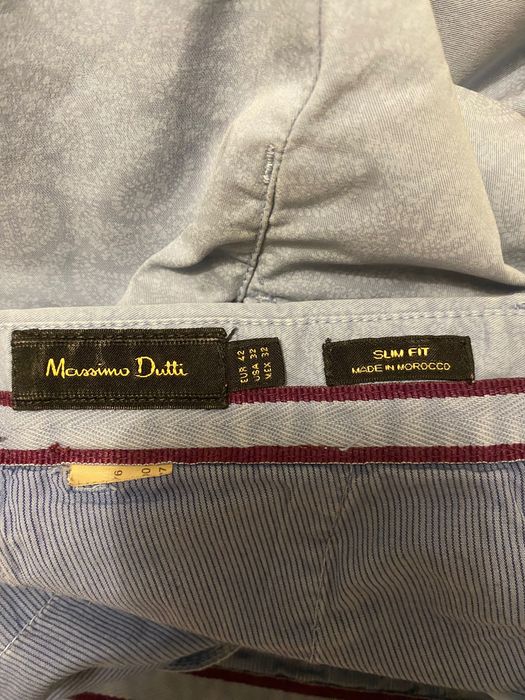 Massimo Dutti
EUR 42
USA 32
MEX 32
SLIM FIT
MADE IN MOROCCO